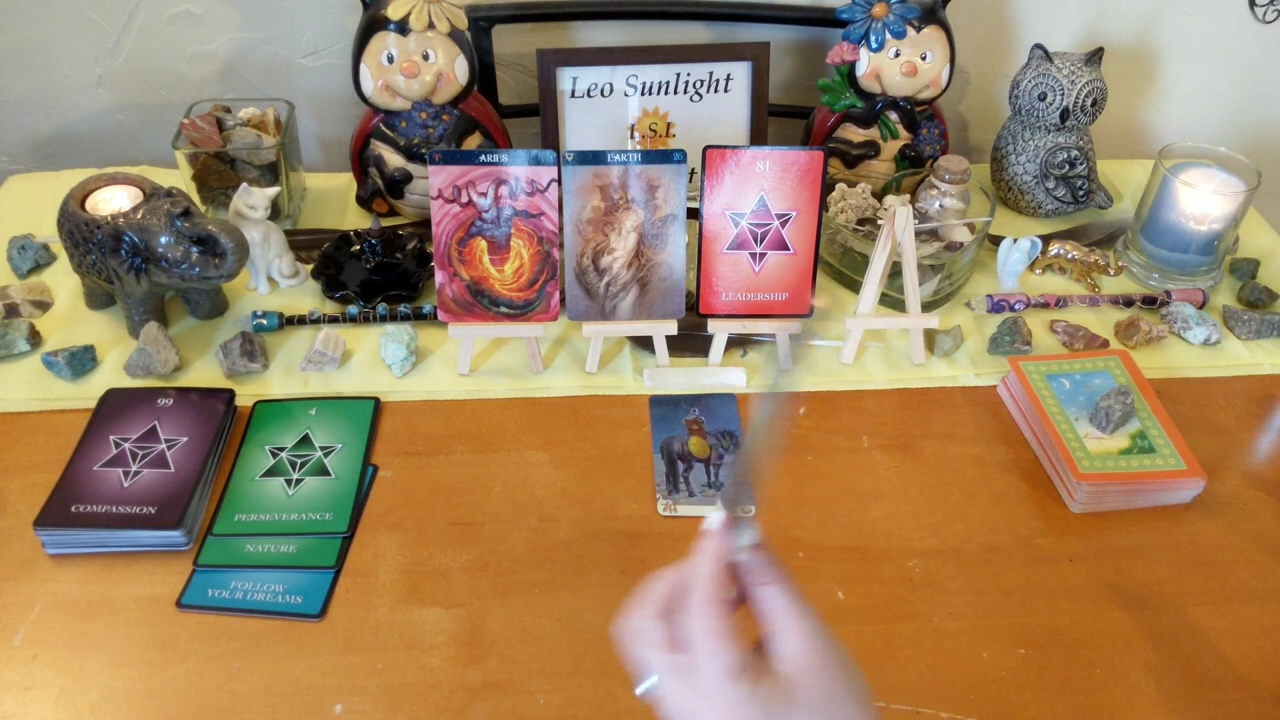 Leo Sunlight
L.S.I.
t
ARIES
EARTH
26
81
LEADERSHIP
99
COMPASSION
4
PERSEVERANCE
NATURE
FOLLOW
YOUR DREAMS